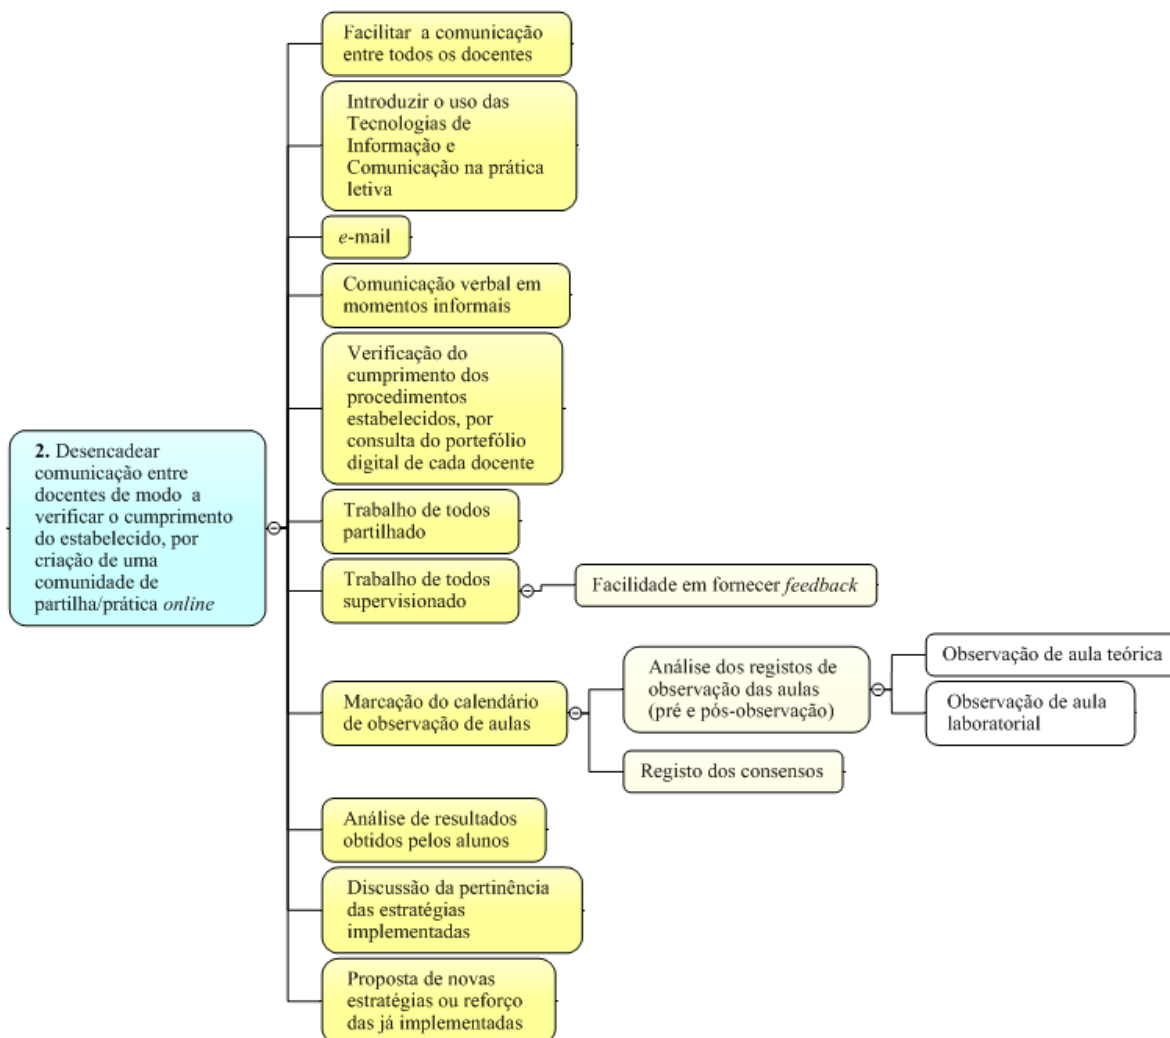 Facilitar a comunicação
entre todos os docentes
Introduzir o uso das
Tecnologias de
Informação e
Comunicação na prática
letiva
e-mail
Comunicação verbal em
momentos informais
Verificação do
cumprimento dos
procedimentos
estabelecidos, por
consulta do portefólio
digital de cada docente
2. Desencadear
comunicação entre
docentes de modo a
verificar o cumprimento
do estabelecido, por
criação de uma
comunidade de
partilha/prática online
Trabalho de todos
partilhado
Trabalho de todos
supervisionado
Facilidade em fornecer feedback
Marcação do calendário
de observação de aulas
Análise dos registos de
observação das aulas
(pré e pós-observação)
Observação de aula teórica
Observação de aula
laboratorial
Registo dos consensos
Análise de resultados
obtidos pelos alunos
Discussão da pertinência
das estratégias
implementadas
Proposta de novas
estratégias ou reforço
das já implementadas